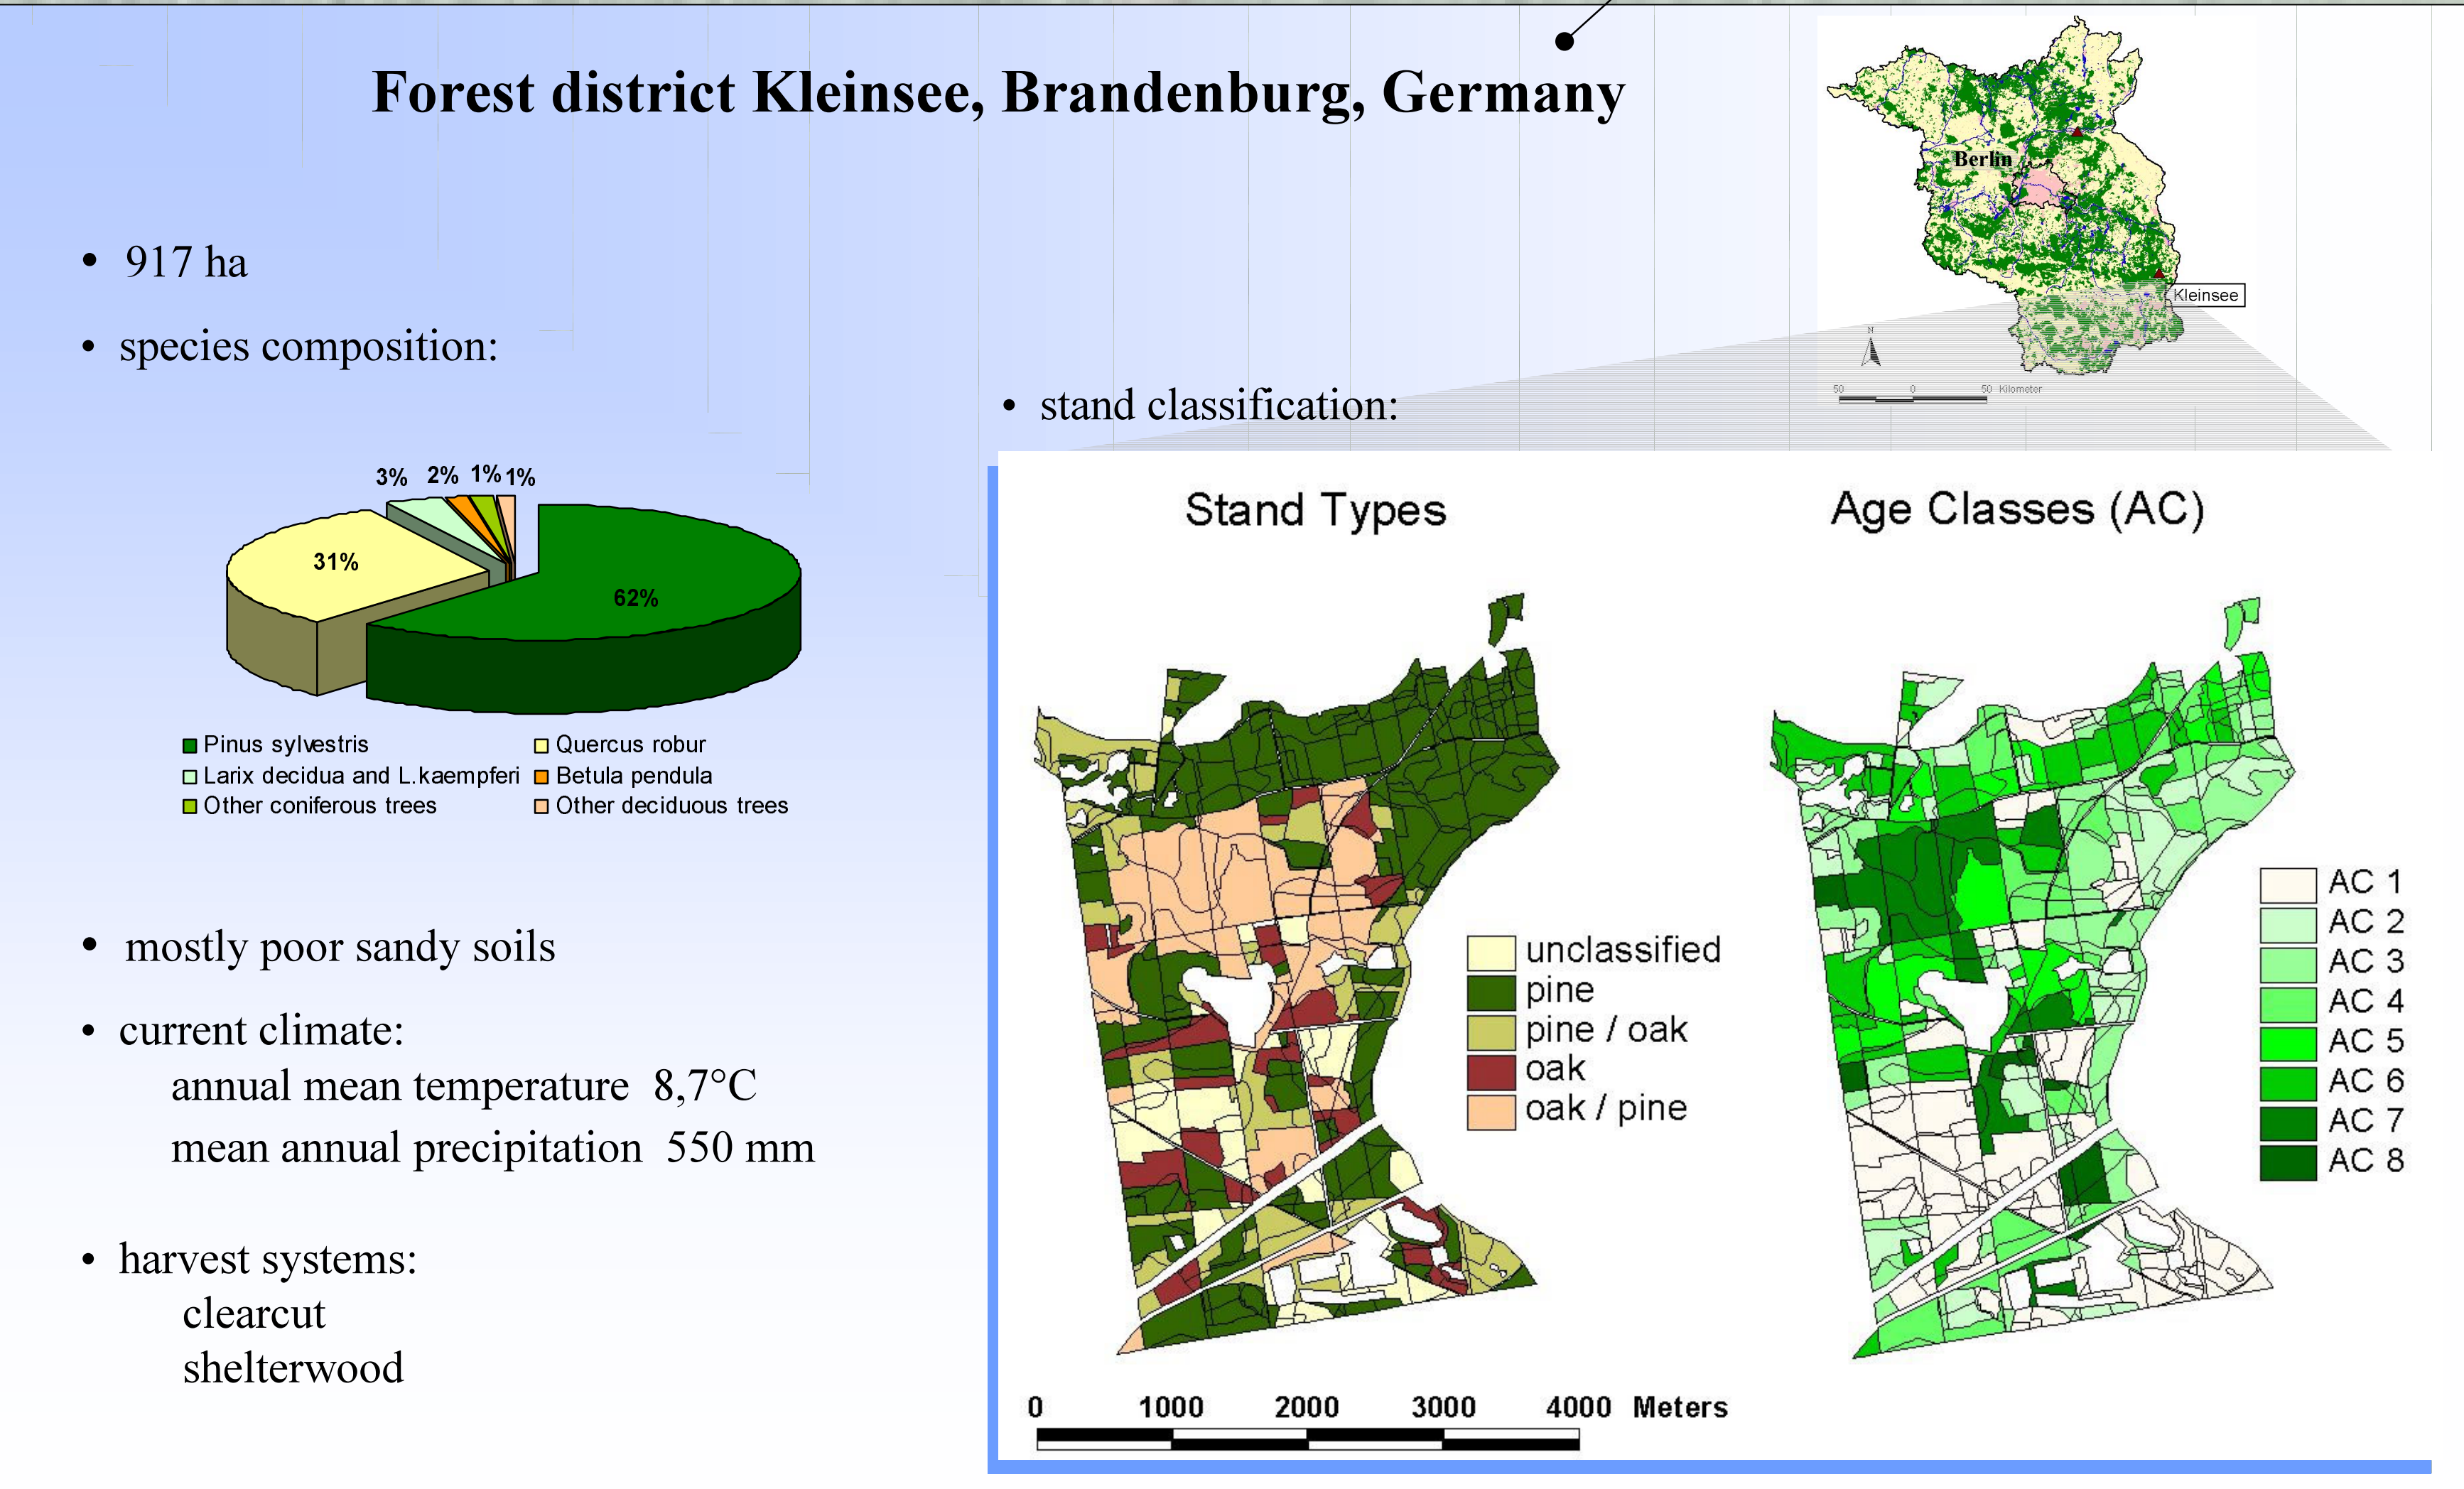 Forest district Kleinsee, Brandenburg, Germany
Berlin
Kleinsee
N
50 0 50 Kilometer
• 917 ha
• species composition:
3% 2% 1% 1%
31%
62%
Pinus sylvestris
Quercus robur
Larix decidua and L.kaempferi
Betula pendula
Other coniferous trees
Other deciduous trees
• mostly poor sandy soils
• current climate:
annual mean temperature 8,7°C
mean annual precipitation 550 mm
• harvest systems:
clearcut
shelterwood
• stand classification:
Stand Types
unclassified
pine
pine / oak
oak
oak / pine
Age Classes (AC)
AC 1
AC 2
AC 3
AC 4
AC 5
AC 6
AC 7
AC 8
0 1000 2000 3000 4000 Meters